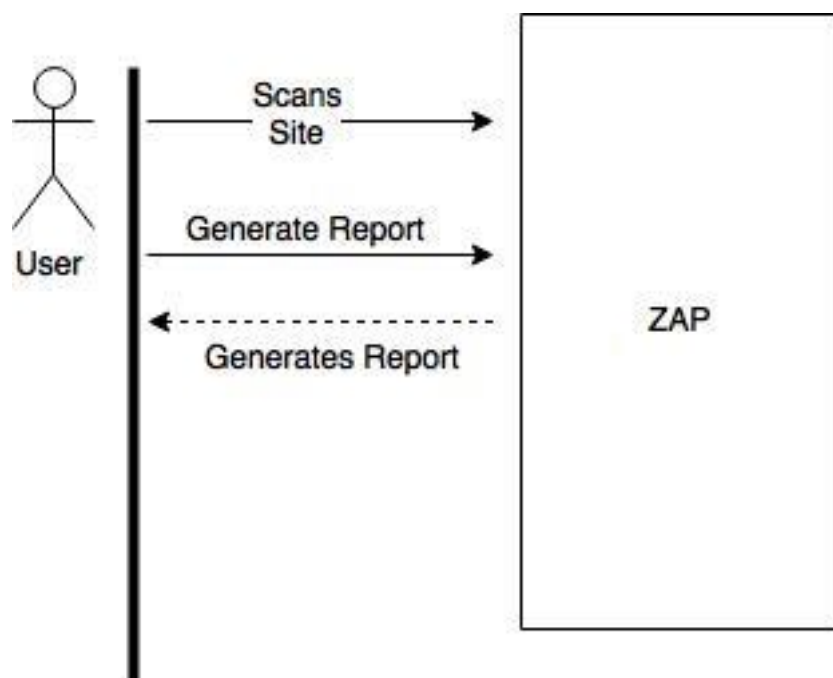 Scans
Site
Generate Report
User
ZAP
Generates Report